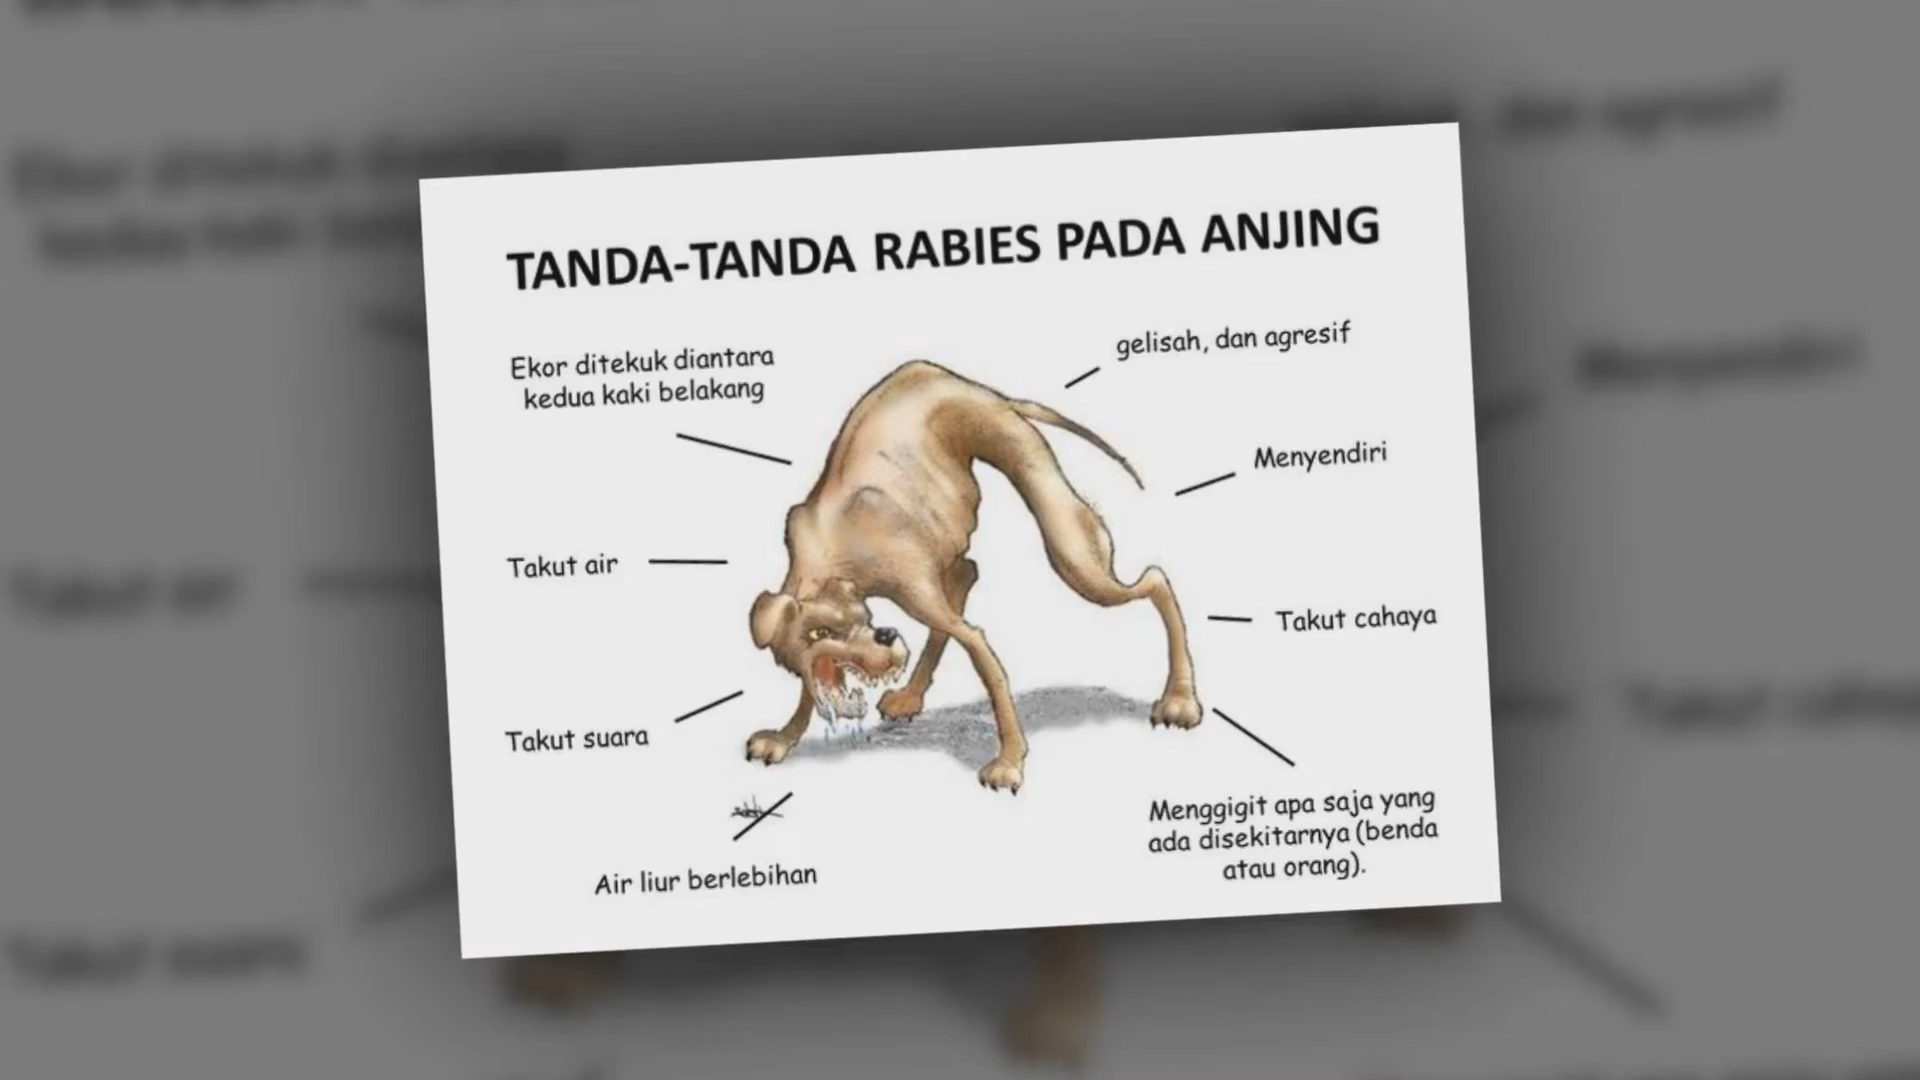 TANDA-TANDA RABIES PADA ANJING
Ekor ditekuk diantara
kedua kaki belakang
gelisah, dan agresif
Menyendiri
Takut air
Takut cahaya
Takut suara
Menggigit apa saja yang
ada disekitarnya (benda
atau orang).
Air liur berlebihan